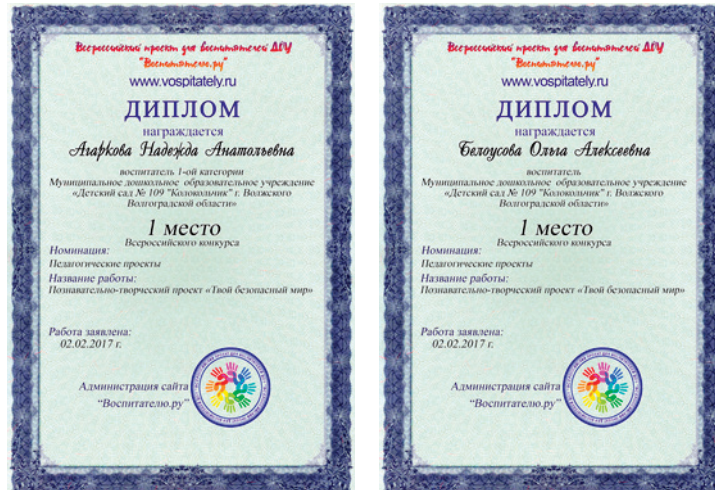 Всероссийский проект для воспитателей ДОУ
"Воспитателю.ру"
www.vospitately.ru
ДИПЛОМ
награждается
Агаркова Надежда Анатольевна
воспитатель 1-ой категории
Муниципальное дошкольное образовательное учреждение
«Детский сад № 109 "Колокольчик" г. Волжского
Волгоградской области»
1 место
Всероссийского конкурса
Номинация:
Педагогические проекты
Название работы:
Познавательно-творческий проект «Твой безопасный мир»
Работа заявлена:
02.02.2017 г.
Администрация сайта
“Воспитателю.ру”
Всероссийский проект для воспитателей ДОУ
"Воспитателю.ру"
www.vospitately.ru
ДИПЛОМ
награждается
Белоусова Ольга Алексеевна
воспитатель
Муниципальное дошкольное образовательное учреждение
«Детский сад № 109 "Колокольчик" г. Волжского
Волгоградской области»
1 место
Всероссийского конкурса
Номинация:
Педагогические проекты
Название работы:
Познавательно-творческий проект «Твой безопасный мир»
Работа заявлена:
02.02.2017 г.
Администрация сайта
“Воспитателю.ру”